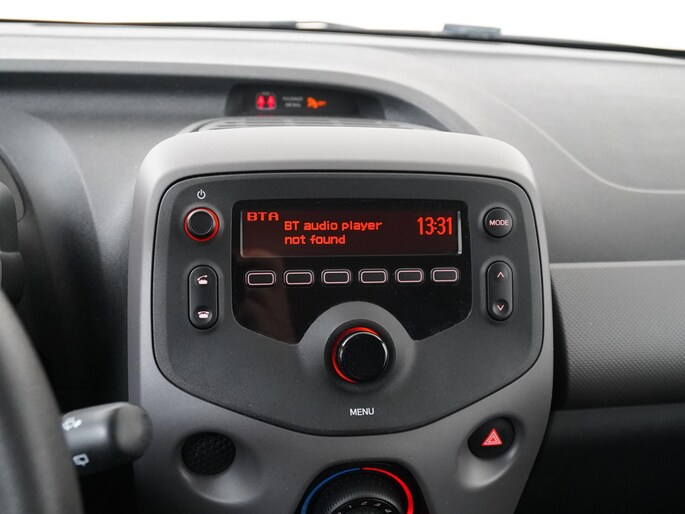 BTA
BT audio player
not found
13:31
MODE
MENU